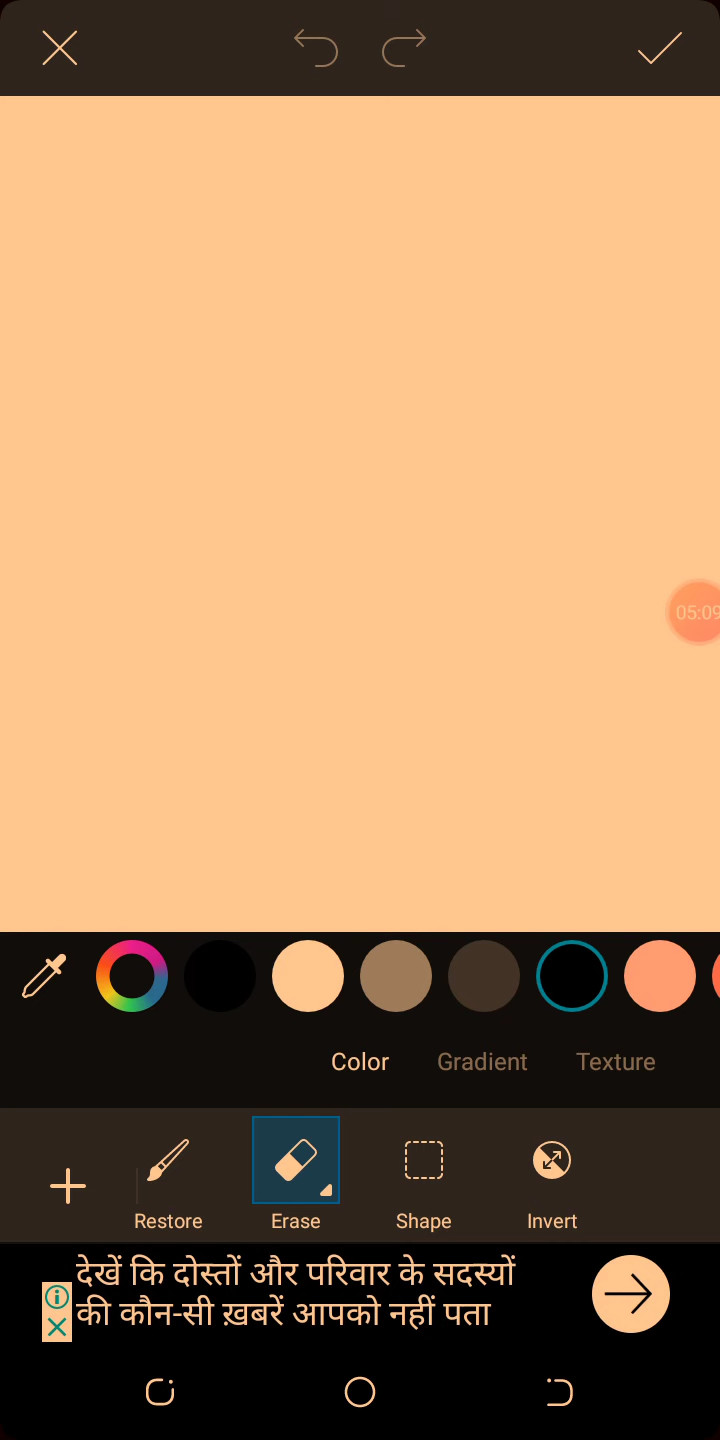 05:09
Color Gradient Texture
Restore Erase Shape Invert
देखें कि दोस्तों और परिवार के सदस्यों
की कौन-सी ख़बरें आपको नहीं पता